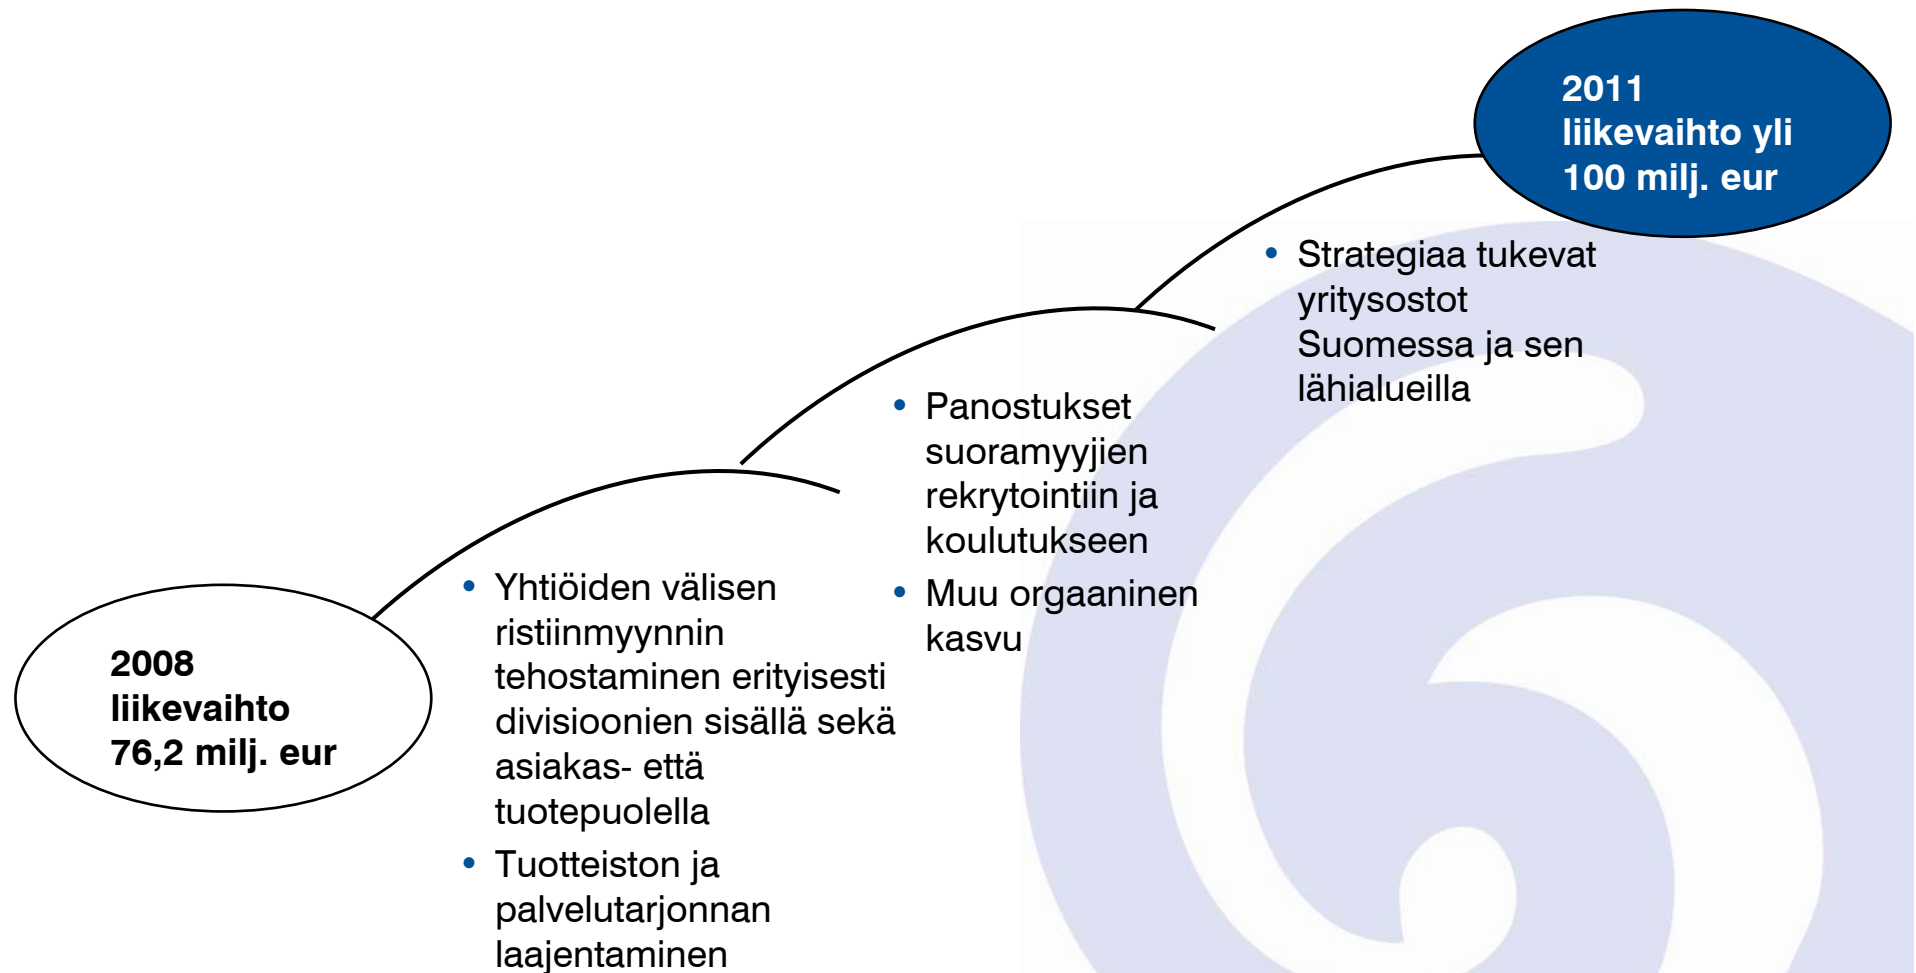 2008
liikevaihto
76,2 milj. eur
• Yhtiöiden välisen
ristiinmyynnin
tehostaminen erityisesti
divisioonien sisällä sekä
asiakas- että
tuotepuolella
• Tuotteiston ja
palvelutarjonnan
laajentaminen
• Panostukset
suoramyyjien
rekrytointiin ja
koulutukseen
• Muu orgaaninen
kasvu
• Strategiaa tukevat
yritysostot
Suomessa ja sen
lähialueilla
2011
liikevaihto yli
100 milj. eur